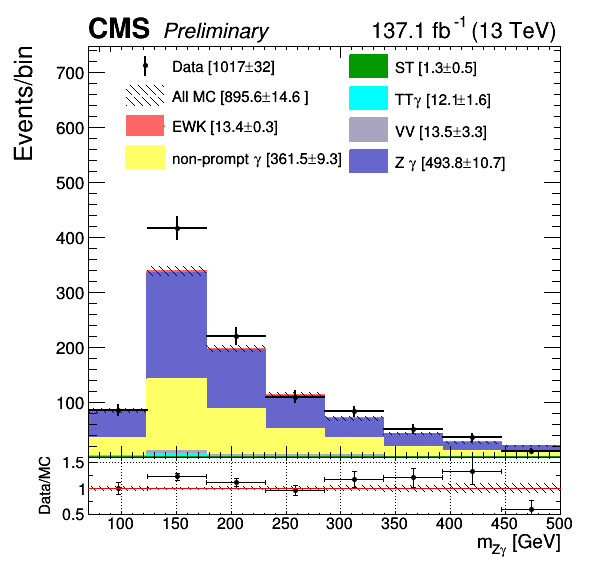 CMS Preliminary 137.1 fb⁻¹ (13 TeV)
Events/bin
700
600
500
400
300
200
100
Data [1017±32]
All MC [895.6±14.6 ]
EWK [13.4±0.3]
non-prompt γ [361.5±9.3]
ST [1.3±0.5]
TTγ [12.1±1.6]
VV [13.5±3.3]
Z γ [493.8±10.7]
Data/MC
1.5
1
0.5
100 150 200 250 300 350 400 450 500
m_Zγ [GeV]